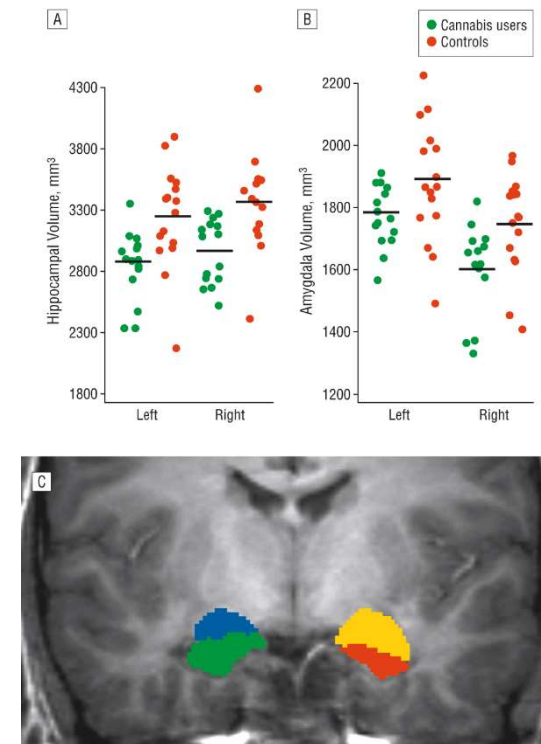 A
B
Cannabis users
Controls
Hippocampal Volume, mm³
4300
3800
3300
2800
2300
1800
Left
Right
Amygdala Volume, mm³
2200
2000
1800
1600
1400
1200
Left
Right
C